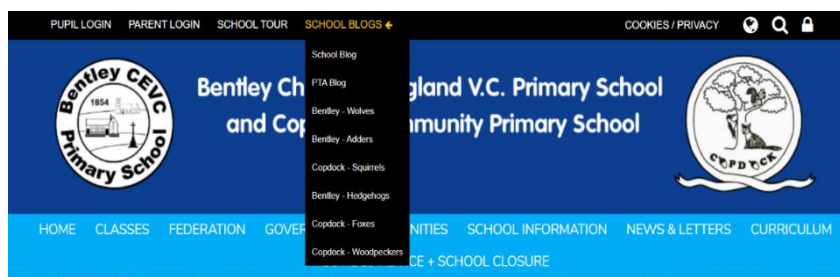 PUPIL LOGIN PARENT LOGIN SCHOOL TOUR SCHOOL BLOGS COOKIES / PRIVACY
School Blog
PTA Blog
Bentley - Wolves
Bentley - Adders
Copdock - Squirrels
Bentley - Hedgehogs
Copdock - Foxes
Copdock - Woodpeckers
Bentley CEVC Primary School
1854
Bentley Ch gland V.C. Primary School
and Cop munity Primary School
COPDOCK
HOME CLASSES FEDERATION GOVER NITIES SCHOOL INFORMATION NEWS & LETTERS CURRICULUM
CE + SCHOOL CLOSURE